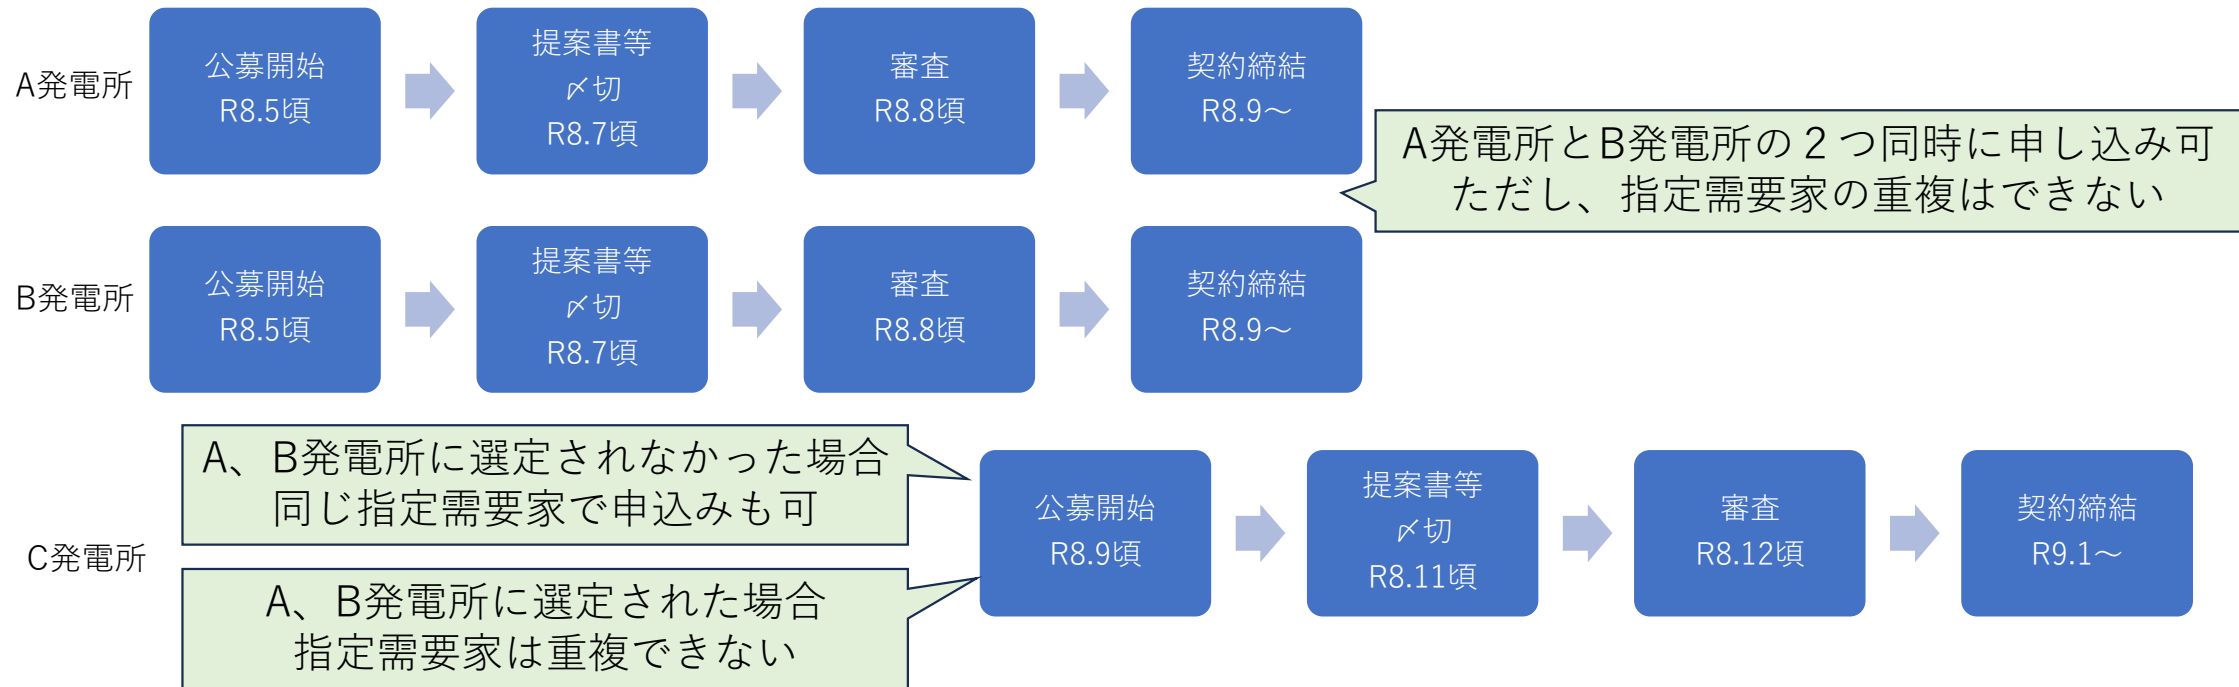 A発電所
公募開始
R8.5頃
提案書等
〆切
R8.7頃
審査
R8.8頃
契約締結
R8.9～
A発電所とB発電所の２つ同時に申し込み可
ただし、指定需要家の重複はできない
B発電所
公募開始
R8.5頃
提案書等
〆切
R8.7頃
審査
R8.8頃
契約締結
R8.9～
C発電所
A、B発電所に選定されなかった場合
同じ指定需要家で申込みも可
A、B発電所に選定された場合
指定需要家は重複できない
公募開始
R8.9頃
提案書等
〆切
R8.11頃
審査
R8.12頃
契約締結
R9.1～